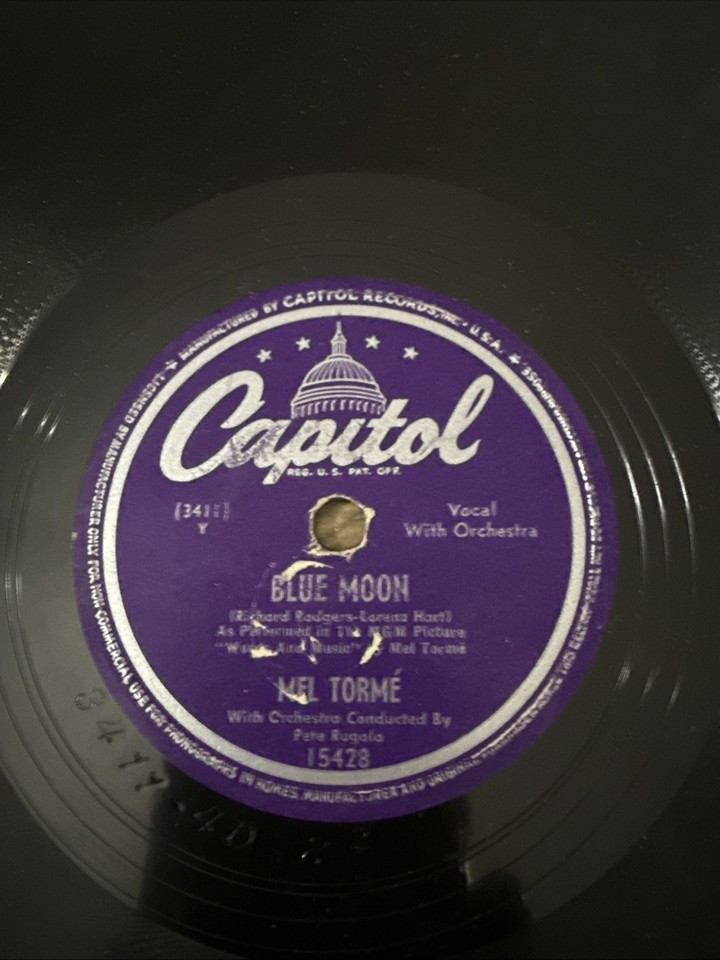 LICENSED BY MANUFACTURER ONLY FOR NON-COMMERCIAL USE FOR PHONOGRAPHS IN HOMES. MANUFACTURER AND ORIGINAL
★ MANUFACTURED BY CAPITOL RECORDS, INC. U.S.A. ★
Capitol
REG. U. S. PAT. OFF.
Y
Vocal
With Orchestra
BLUE MOON
(Richard Rodgers-Lorenz Hart)
As Performed in The MGM Picture
"Words And Music" by Mel Tormé
MEL TORMÉ
With Orchestra Conducted By
Pete Rugolo
15428